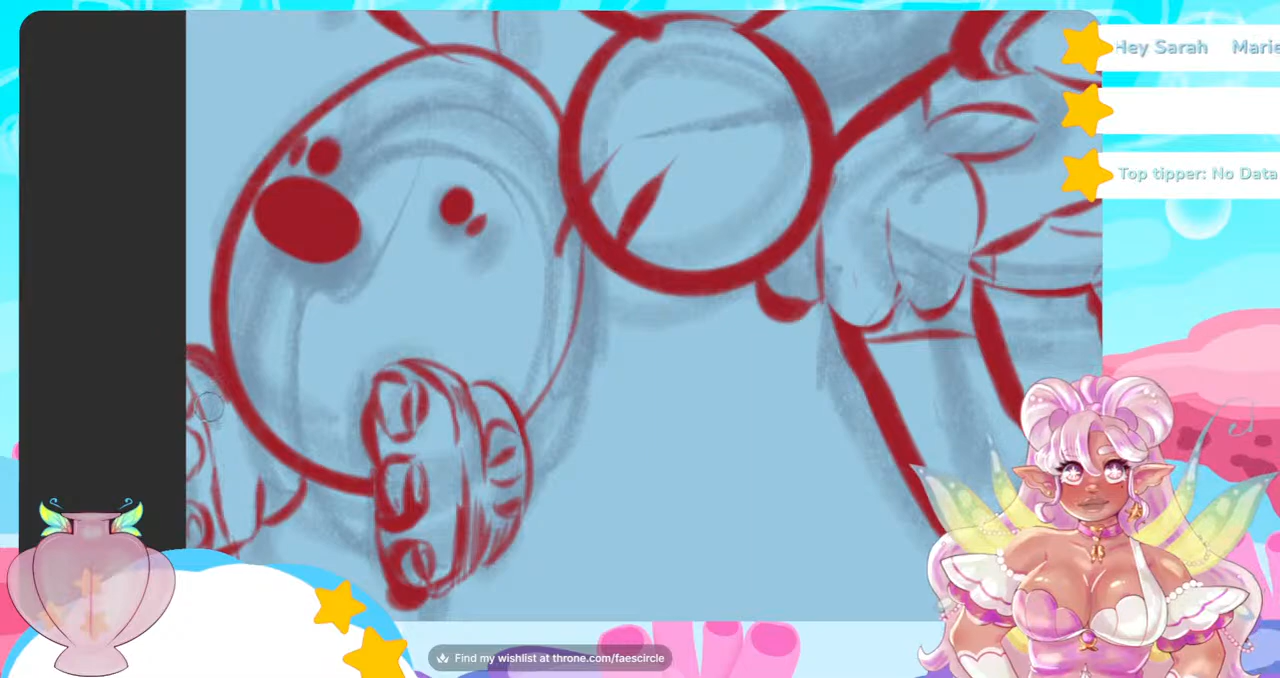 Hey Sarah Marie
Top tipper: No Data
Find my wishlist at throne.com/faescircle